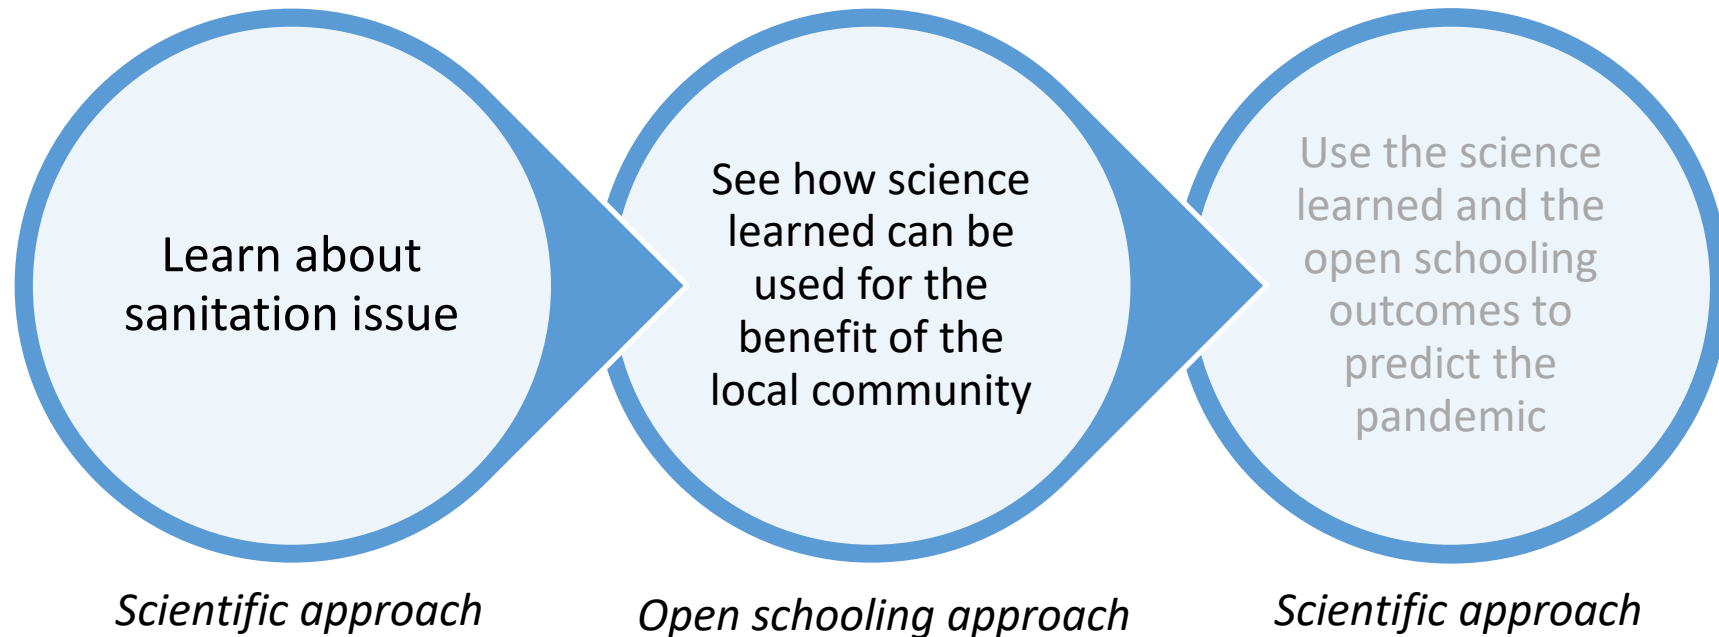 Learn about
sanitation issue
See how science
learned can be
used for the
benefit of the
local community
Use the science
learned and the
open schooling
outcomes to
predict the
pandemic
Scientific approach
Open schooling approach
Scientific approach